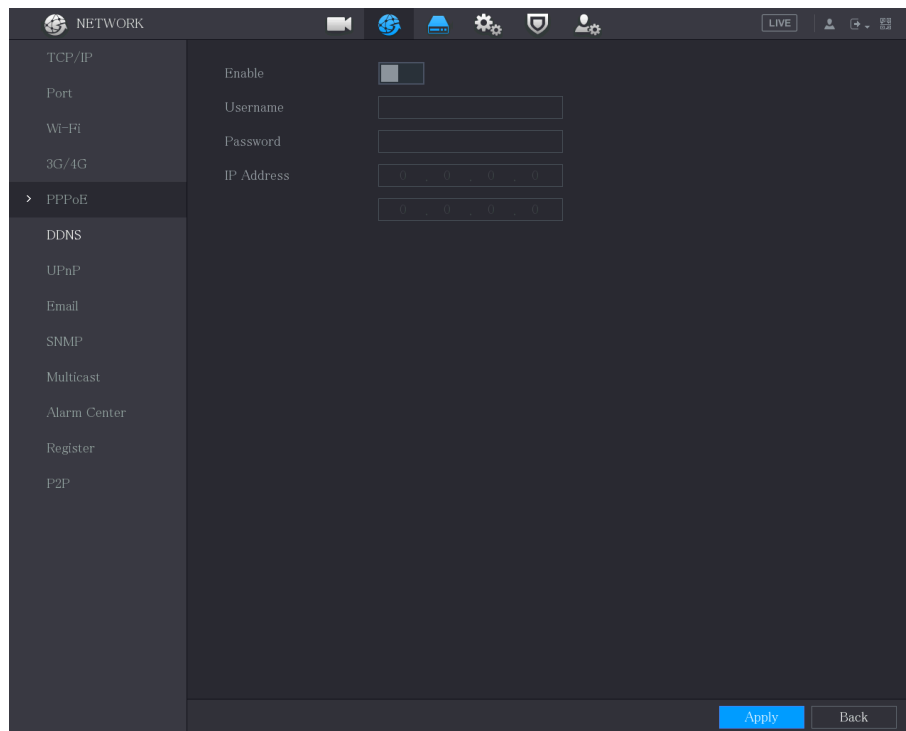 NETWORK
LIVE
TCP/IP
Port
Wi-Fi
3G/4G
PPPoE
DDNS
UPnP
Email
SNMP
Multicast
Alarm Center
Register
P2P
Enable
Username
Password
IP Address
0 . 0 . 0 . 0
0 . 0 . 0 . 0
Apply
Back